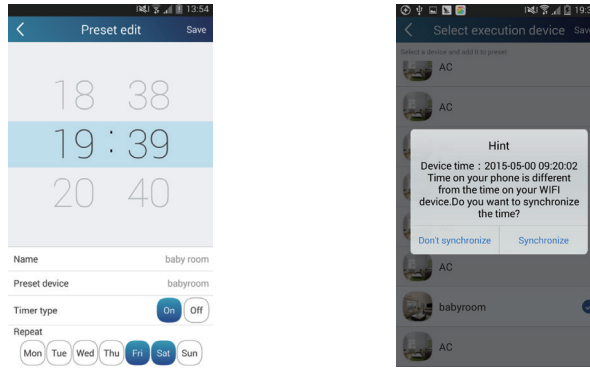 13:54
Preset edit Save
18 38
19 : 39
20 40
Name baby room
Preset device babyroom
Timer type On Off
Repeat
Mon Tue Wed Thu Fri Sat Sun
19:3
Select execution device Save
Select a device and add it to preset
AC
AC
Hint
Device time : 2015-05-00 09:20:02
Time on your phone is different
from the time on your WIFI
device.Do you want to synchronize
the time?
Don't synchronize Synchronize
AC
babyroom
AC